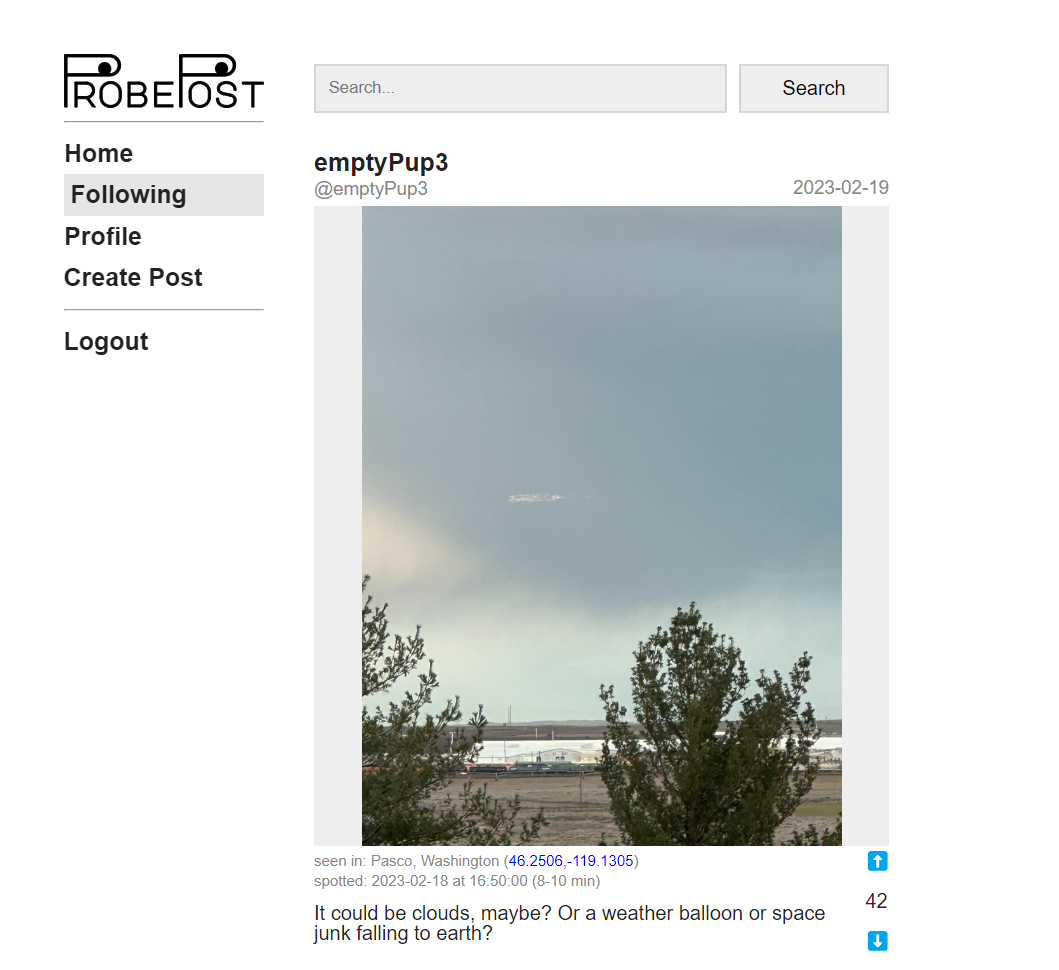 PROBEPOST
Search...
Search
Home
Following
Profile
Create Post
Logout
emptyPup3
@emptyPup3
2023-02-19
seen in: Pasco, Washington (46.2506,-119.1305)
spotted: 2023-02-18 at 16:50:00 (8-10 min)
It could be clouds, maybe? Or a weather balloon or space
junk falling to earth?
42